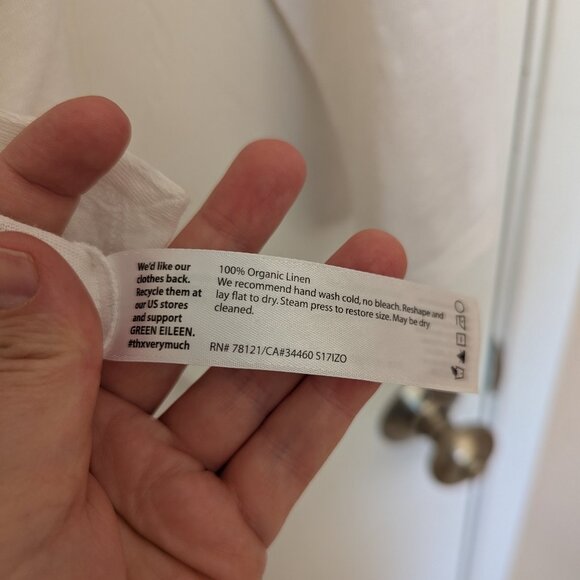 We'd like our
clothes back.
Recycle them at
our US stores
and support
GREEN EILEEN.
#thxverymuch
100% Organic Linen
We recommend hand wash cold, no bleach. Reshape and
lay flat to dry. Steam press to restore size. May be dry
cleaned.
RN# 78121/CA#34460 S17IZO